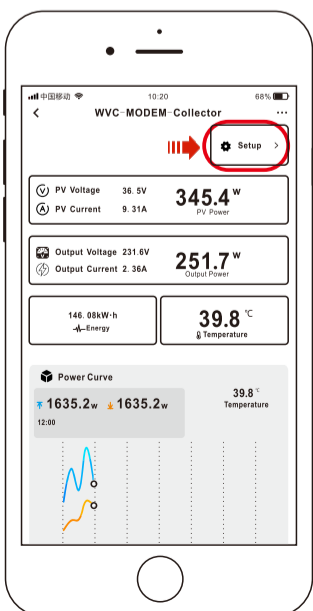 中国移动 10:20 68%
WVC-MODEM-Collector
Setup
PV Voltage 36.5V
PV Current 9.31A
345.4 W
PV Power
Output Voltage 231.6V
Output Current 2.36A
251.7 W
Output Power
146.08kW·h
Energy
39.8 ℃
Temperature
Power Curve
1635.2w 1635.2w
12:00
39.8 ℃
Temperature